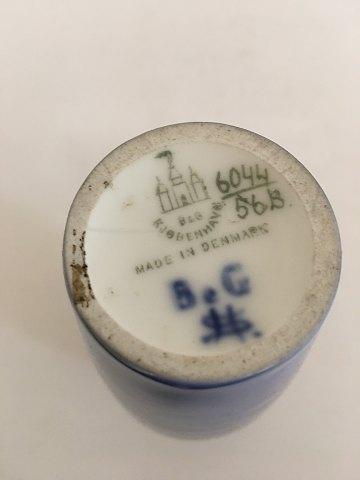 6044
56B.
B&G
KJØBENHAVN
MADE IN DENMARK
B&G